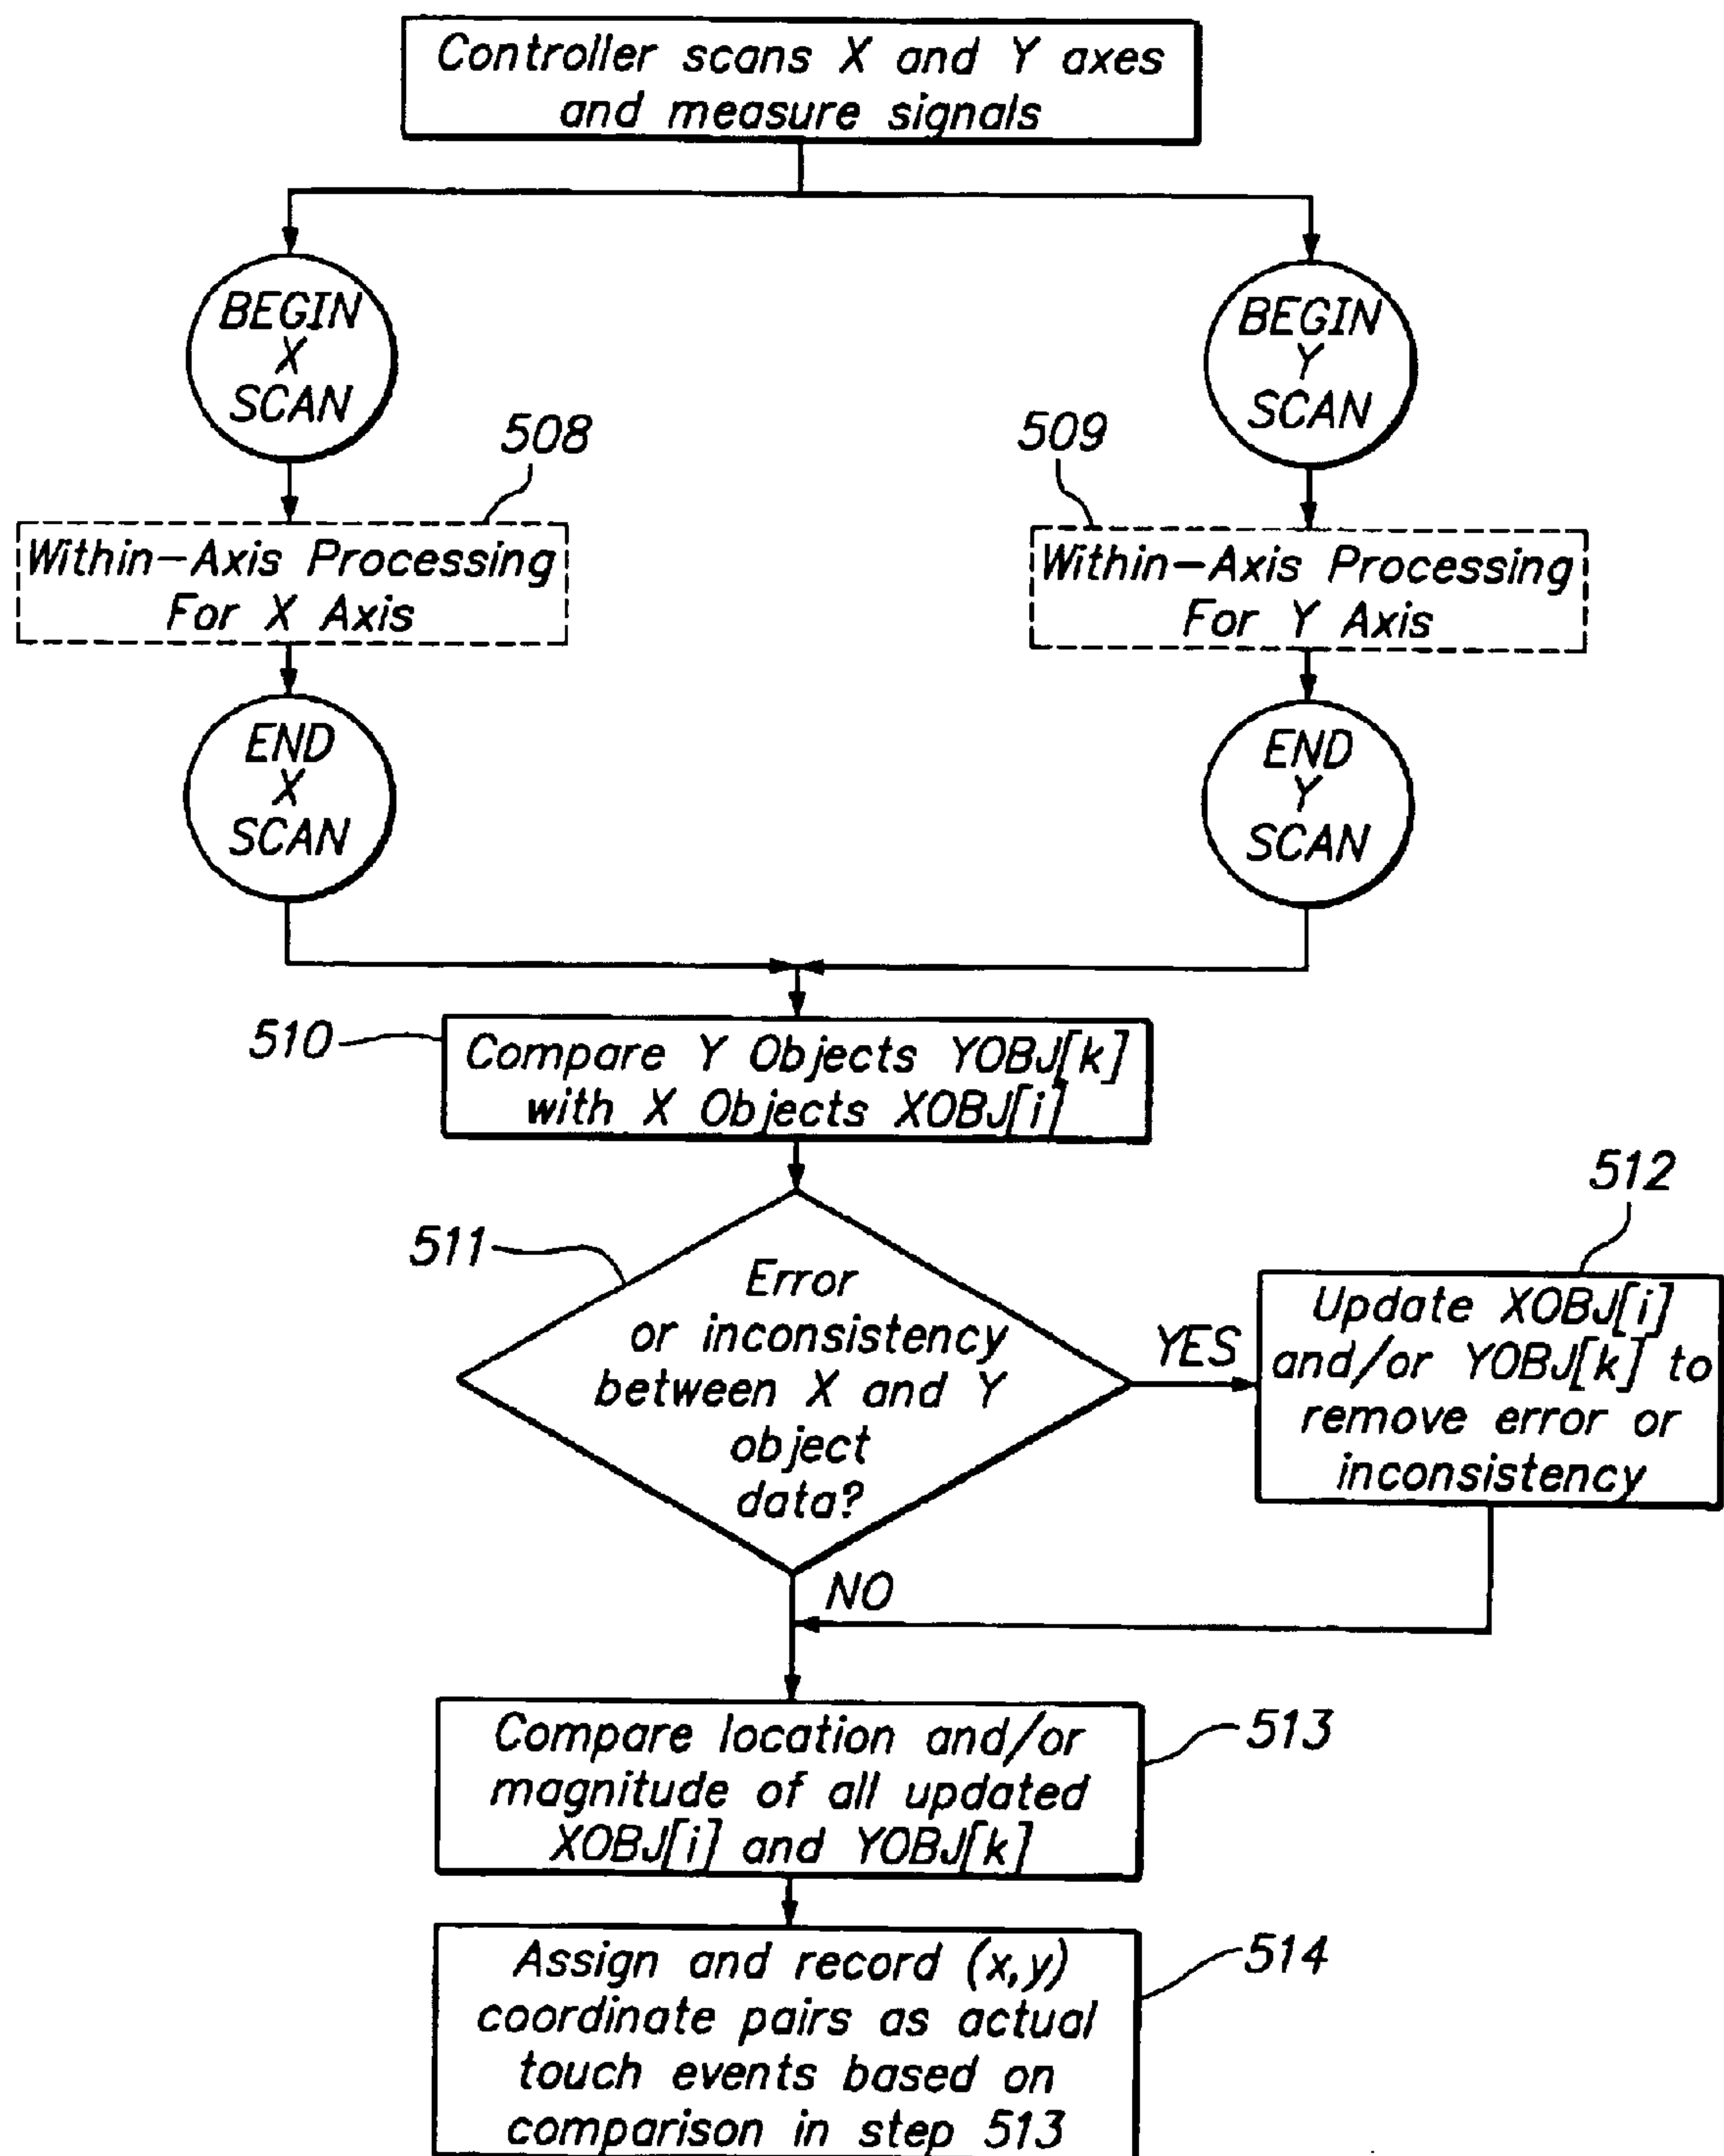 Controller scans X and Y axes
and measure signals
BEGIN
X
SCAN
BEGIN
Y
SCAN
508
509
Within-Axis Processing
For X Axis
Within-Axis Processing
For Y Axis
END
X
SCAN
END
Y
SCAN
510
Compare Y Objects YOBJ[k]
with X Objects XOBJ[i]
511
Error
or inconsistency
between X and Y
object
data?
YES
512
Update XOBJ[i]
and/or YOBJ[k] to
remove error or
inconsistency
NO
Compare location and/or
magnitude of all updated
XOBJ[i] and YOBJ[k]
513
Assign and record (x,y)
coordinate pairs as actual
touch events based on
comparison in step 513
514